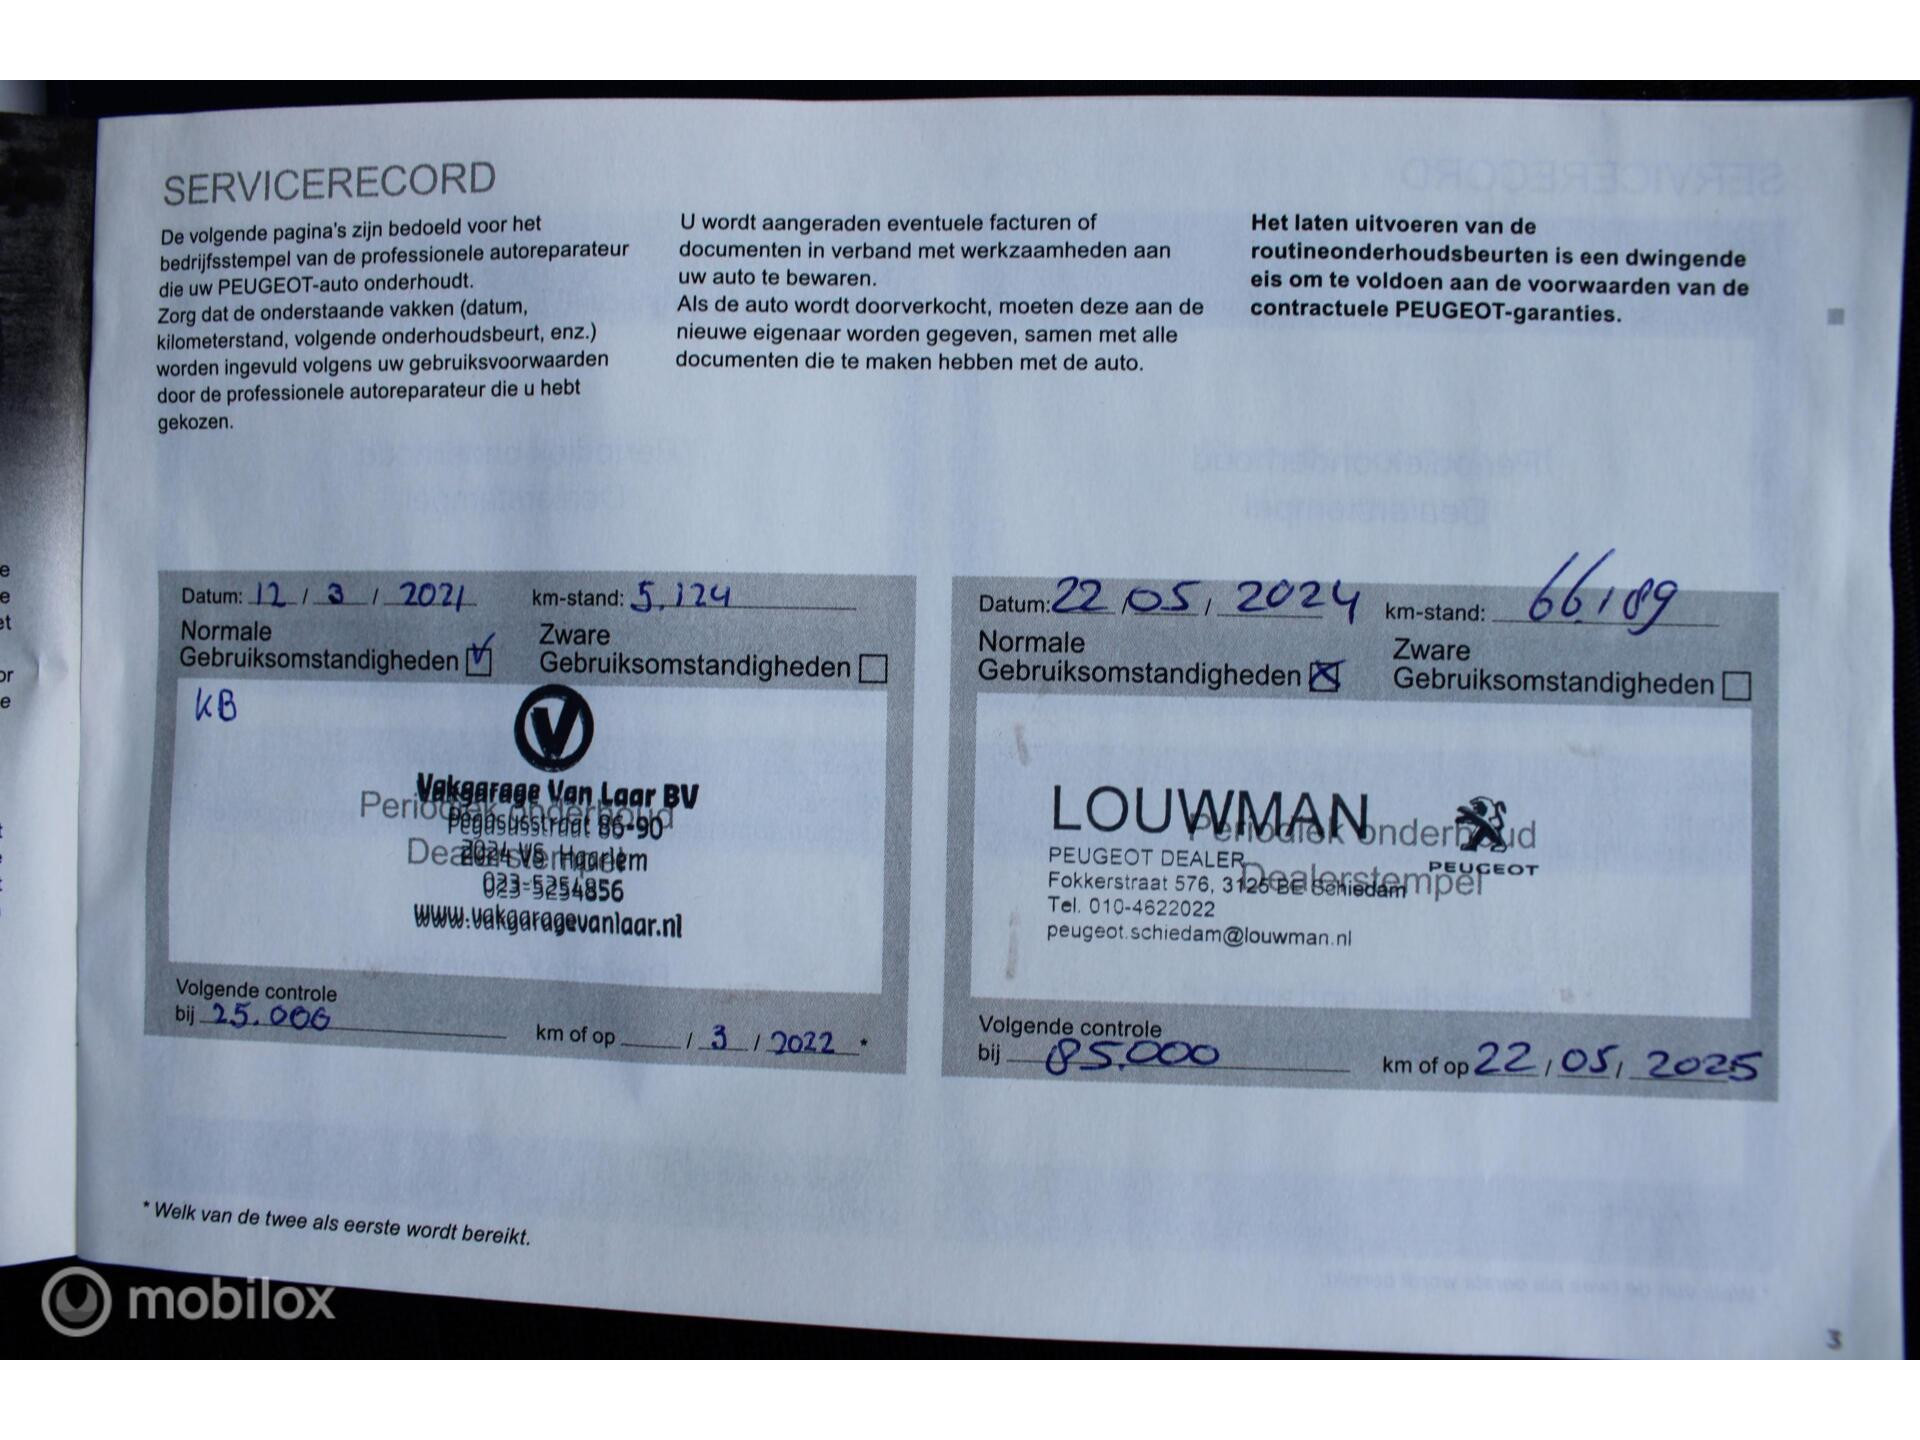 SERVICERECORD
De volgende pagina's zijn bedoeld voor het
bedrijfsstempel van de professionele autoreparateur
die uw PEUGEOT-auto onderhoudt.
Zorg dat de onderstaande vakken (datum,
kilometerstand, volgende onderhoudsbeurt, enz.)
worden ingevuld volgens uw gebruiksvoorwaarden
door de professionele autoreparateur die u hebt
gekozen.
U wordt aangeraden eventuele facturen of
documenten in verband met werkzaamheden aan
uw auto te bewaren.
Als de auto wordt doorverkocht, moeten deze aan de
nieuwe eigenaar worden gegeven, samen met alle
documenten die te maken hebben met de auto.
Het laten uitvoeren van de
routineonderhoudsbeurten is een dwingende
eis om te voldoen aan de voorwaarden van de
contractuele PEUGEOT-garanties.
Datum: 12 / 3 / 2021 km-stand: 5.124
Normale
Gebruiksomstandigheden
Zware
Gebruiksomstandigheden
KB
Vakgarage Van Laar BV
Periodiek onderhoud
Pegasusstraat 86-90
Dealerstempel
2024 VS Haarlem
023-5254856
www.vakgaragevanlaar.nl
Volgende controle
bij 25.000 km of op / 3 / 2022 *
Datum: 22 / 05 / 2024 km-stand: 66.189
Normale
Gebruiksomstandigheden
Zware
Gebruiksomstandigheden
LOUWMAN
Periodiek onderhoud
PEUGEOT DEALER
PEUGEOT
Dealerstempel
Fokkerstraat 576, 3125 BE Schiedam
Tel. 010-4622022
peugeot.schiedam@louwman.nl
Volgende controle
bij 85.000 km of op 22 / 05 / 2025
* Welk van de twee als eerste wordt bereikt.
3
mobilox